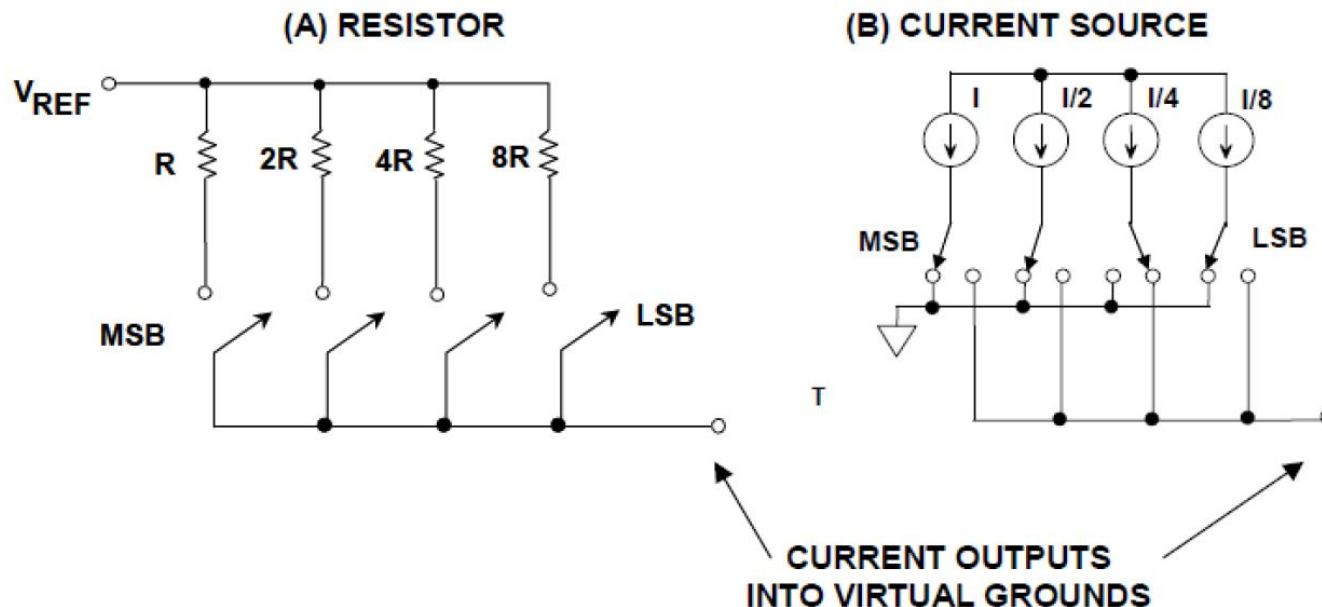 (A) RESISTOR
(B) CURRENT SOURCE
VREF
R
2R
4R
8R
I
I/2
I/4
I/8
MSB
LSB
MSB
LSB
T
CURRENT OUTPUTS
INTO VIRTUAL GROUNDS